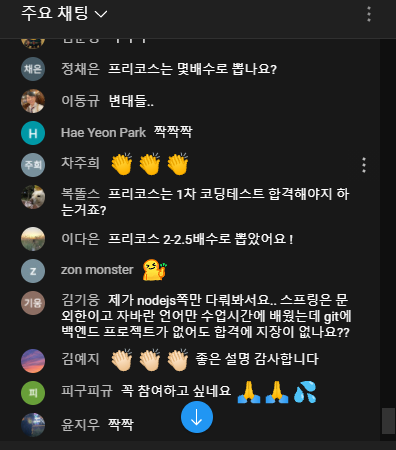 주요 채팅
채은 정채은 프리코스는 몇배수로 뽑나요?
이동규 변태들..
H Hae Yeon Park 짝짝짝
주희 차주희 👏👏👏
복똘스 프리코스는 1차 코딩테스트 합격해야지 하
는거죠?
이다은 프리코스 2-2.5배수로 뽑았어요 !
z zon monster
기웅 김기웅 제가 nodejs쪽만 다뤄봐서요.. 스프링은 문
외한이고 자바란 언어만 수업시간에 배웠는데 git에
백엔드 프로젝트가 없어도 합격에 지장이 없나요??
김예지 👏🏻👏🏻👏🏻 좋은 설명 감사합니다
피 피구피규 꼭 참여하고 싶네요 🙏🙏💦
윤지우 짝짝